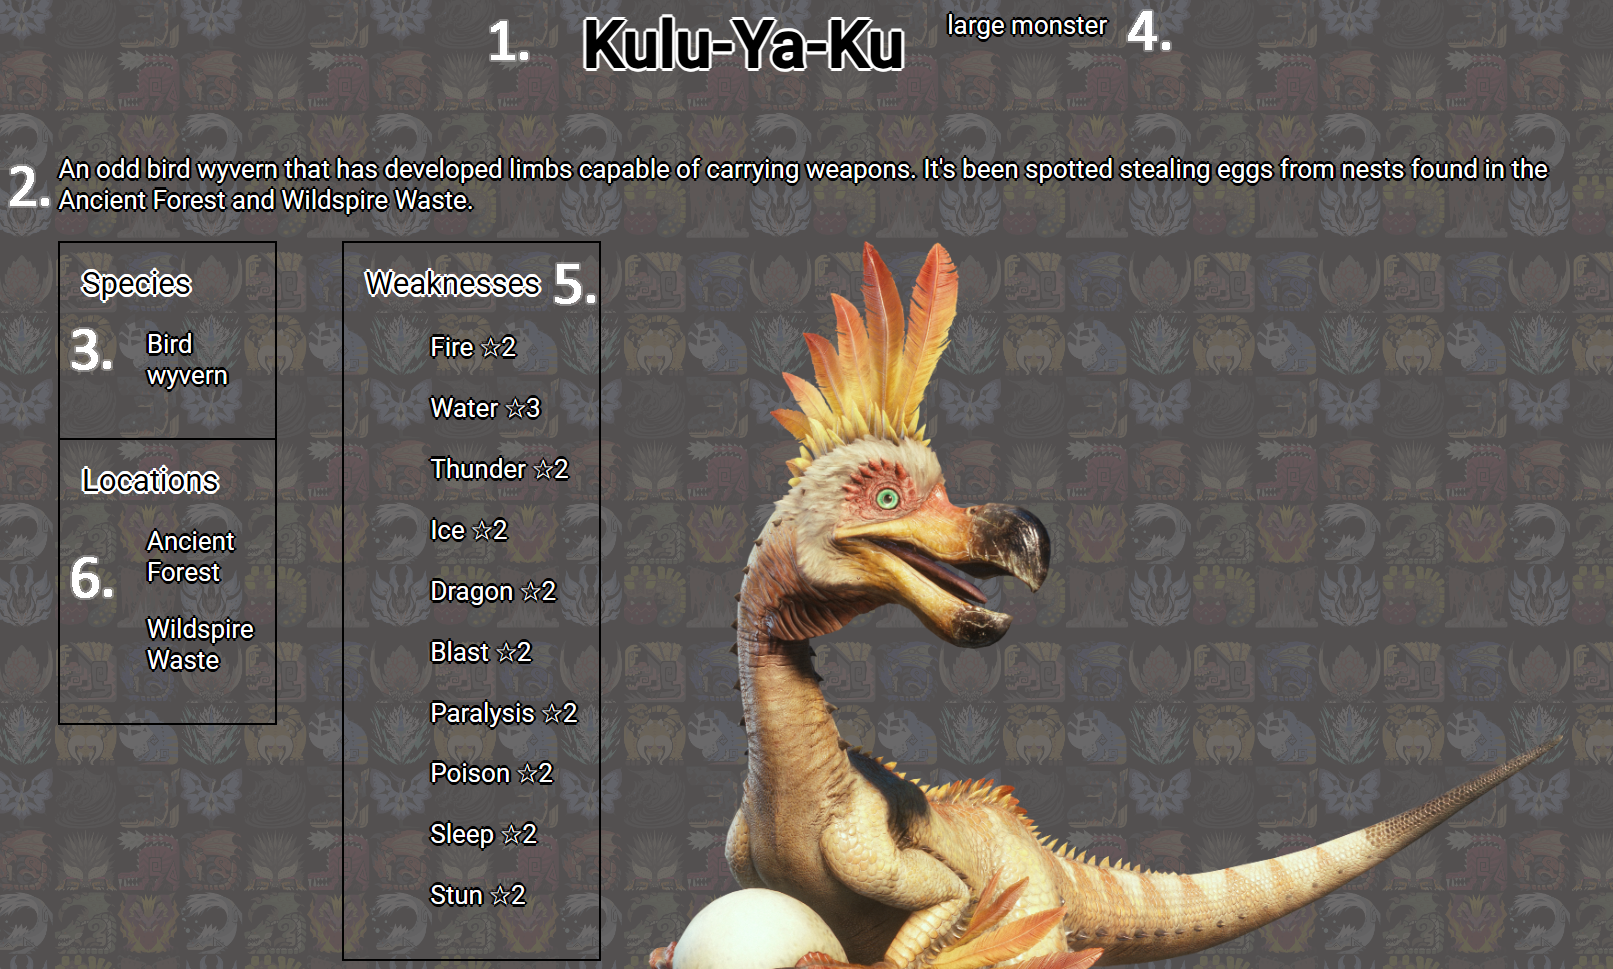 1.
Kulu-Ya-Ku
large monster
4.
2.
An odd bird wyvern that has developed limbs capable of carrying weapons. It's been spotted stealing eggs from nests found in the
Ancient Forest and Wildspire Waste.
Species
3.
Bird
wyvern
Locations
6.
Ancient
Forest
Wildspire
Waste
Weaknesses
5.
Fire ☆2
Water ☆3
Thunder ☆2
Ice ☆2
Dragon ☆2
Blast ☆2
Paralysis ☆2
Poison ☆2
Sleep ☆2
Stun ☆2